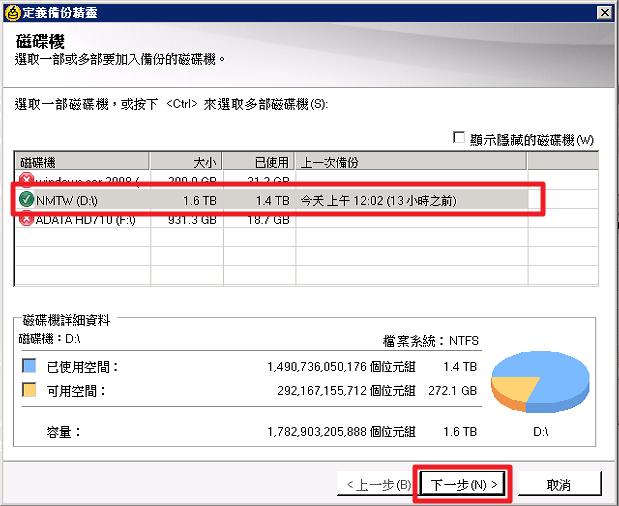 定義備份精靈
磁碟機
選取一部或多部要加入備份的磁碟機。
選取一部磁碟機，或按下 <Ctrl> 來選取多部磁碟機(S):
顯示隱藏的磁碟機(W)
磁碟機 大小 已使用 上一次備份
NMTW (D:\) 1.6 TB 1.4 TB 今天 上午 12:02 (13 小時之前)
ADATA HD710 (F:\) 931.3 GB 18.7 GB
磁碟機詳細資料
磁碟機：D:\ 檔案系統：NTFS
已使用空間： 1,490,736,050,176 個位元組 1.4 TB
可用空間： 292,167,155,712 個位元組 272.1 GB
容量： 1,782,903,205,888 個位元組 1.6 TB D:\
< 上一步(B) 下一步(N) > 取消